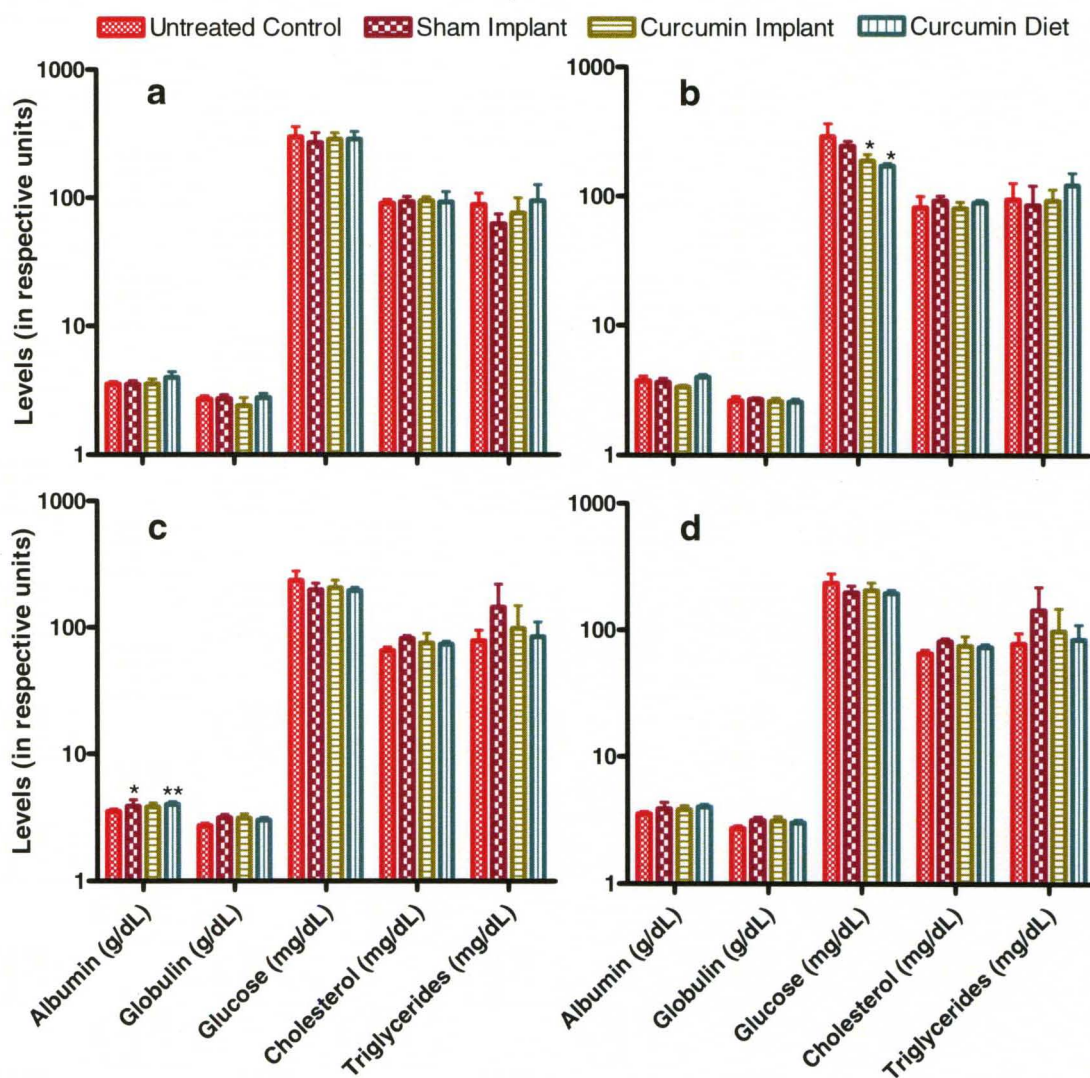 Untreated Control Sham Implant Curcumin Implant Curcumin Diet
a
Levels (in respective units)
1000
100
10
1
b
1000
* *
100
10
1
c
Levels (in respective units)
1000
100
10
* **
1
Albumin (g/dL)
Globulin (g/dL)
Glucose (mg/dL)
Cholesterol (mg/dL)
Triglycerides (mg/dL)
d
1000
100
10
1
Albumin (g/dL)
Globulin (g/dL)
Glucose (mg/dL)
Cholesterol (mg/dL)
Triglycerides (mg/dL)